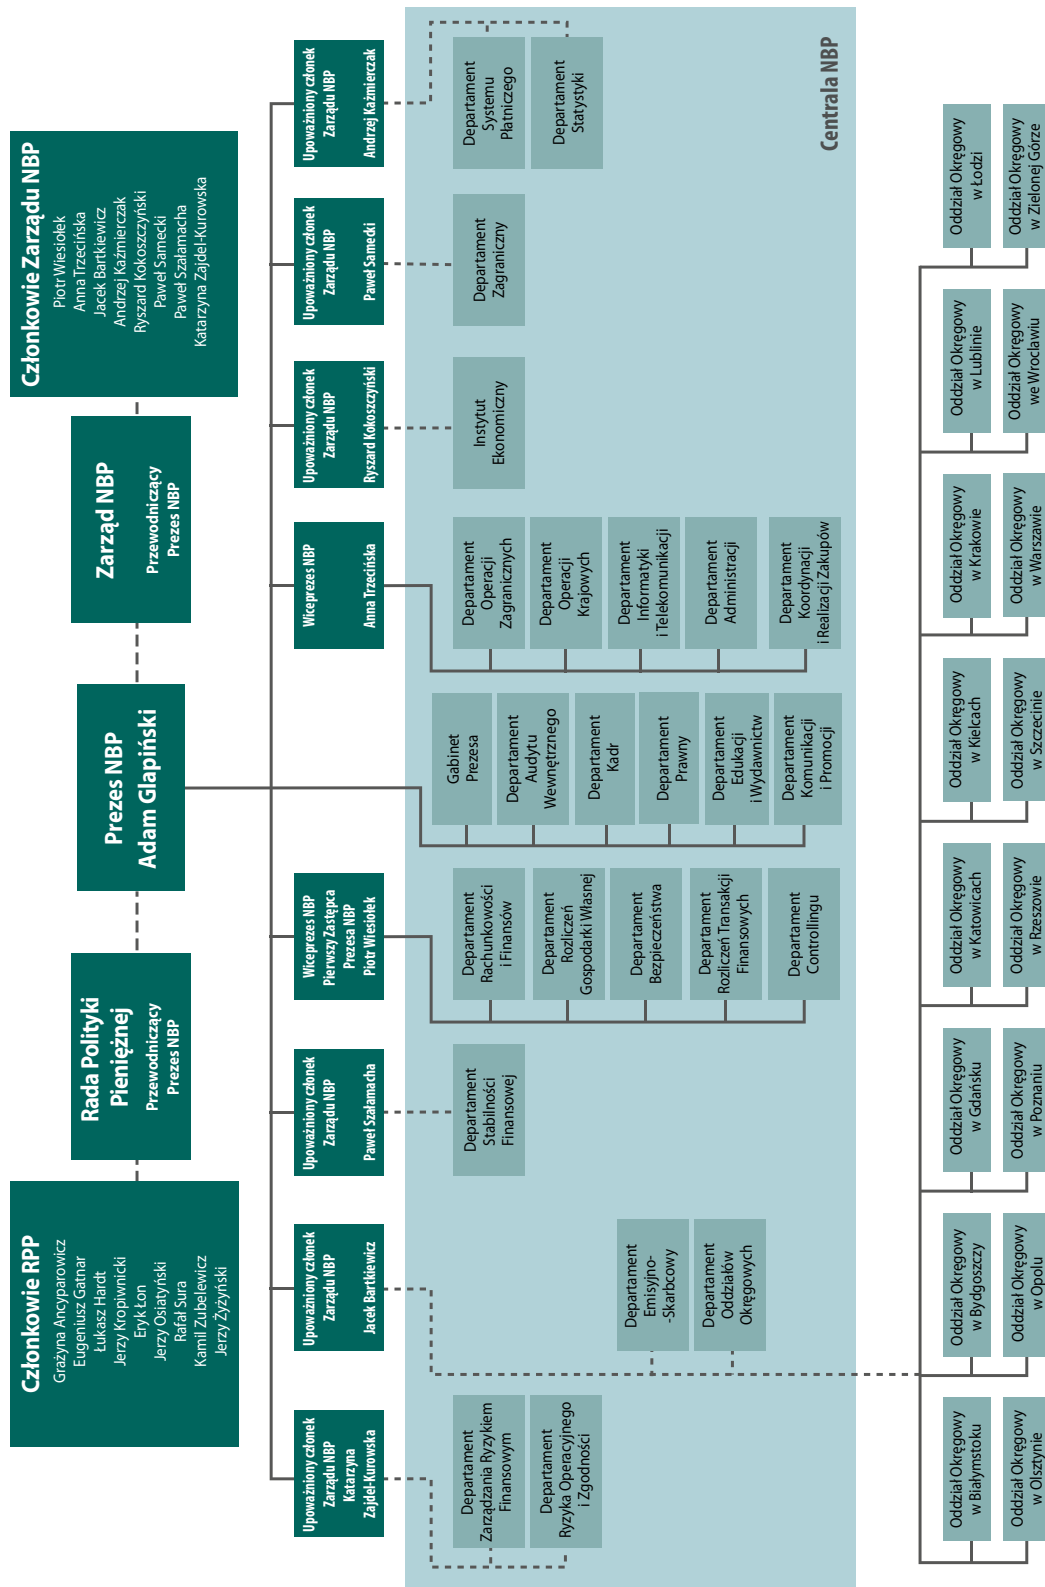 Członkowie RPP
Grażyna Ancyparowicz
Eugeniusz Gatnar
Łukasz Hardt
Jerzy Kropiwnicki
Eryk Łon
Jerzy Osiatyński
Rafał Sura
Kamil Zubelewicz
Jerzy Żyżyński
Rada Polityki
Pieniężnej
Przewodniczący
Prezes NBP
Prezes NBP
Adam Glapiński
Zarząd NBP
Przewodniczący
Prezes NBP
Członkowie Zarządu NBP
Piotr Wiesiołek
Anna Trzecińska
Jacek Bartkiewicz
Andrzej Kaźmierczak
Ryszard Kokoszczyński
Paweł Samecki
Paweł Szałamacha
Katarzyna Zajdel-Kurowska
Upoważniony członek
Zarządu NBP
Katarzyna
Zajdel-Kurowska
Upoważniony członek
Zarządu NBP
Jacek Bartkiewicz
Upoważniony członek
Zarządu NBP
Paweł Szałamacha
Wiceprezes NBP
Pierwszy Zastępca
Prezesa NBP
Piotr Wiesiołek
Wiceprezes NBP
Anna Trzecińska
Upoważniony członek
Zarządu NBP
Ryszard Kokoszczyński
Upoważniony członek
Zarządu NBP
Paweł Samecki
Upoważniony członek
Zarządu NBP
Andrzej Kaźmierczak
Departament
Zarządzania Ryzykiem
Finansowym
Departament
Ryzyka Operacyjnego
i Zgodności
Departament
Emisyjno-
-Skarbcowy
Departament
Oddziałów
Okręgowych
Departament
Stabilności
Finansowej
Departament
Rachunkowości
i Finansów
Departament
Rozliczeń
Gospodarki Własnej
Departament
Bezpieczeństwa
Departament
Rozliczeń Transakcji
Finansowych
Departament
Controllingu
Gabinet
Prezesa
Departament
Audytu
Wewnętrznego
Departament
Kadr
Departament
Prawny
Departament
Edukacji
i Wydawnictw
Departament
Komunikacji
i Promocji
Departament
Operacji
Zagranicznych
Departament
Operacji
Krajowych
Departament
Informatyki
i Telekomunikacji
Departament
Administracji
Departament
Koordynacji
i Realizacji Zakupów
Instytut
Ekonomiczny
Departament
Zagraniczny
Departament
Systemu
Płatniczego
Departament
Statystyki
Centrala NBP
Oddział Okręgowy
w Białymstoku
Oddział Okręgowy
w Bydgoszczy
Oddział Okręgowy
w Gdańsku
Oddział Okręgowy
w Katowicach
Oddział Okręgowy
w Kielcach
Oddział Okręgowy
w Krakowie
Oddział Okręgowy
w Lublinie
Oddział Okręgowy
w Łodzi
Oddział Okręgowy
w Olsztynie
Oddział Okręgowy
w Opolu
Oddział Okręgowy
w Poznaniu
Oddział Okręgowy
w Rzeszowie
Oddział Okręgowy
w Szczecinie
Oddział Okręgowy
w Warszawie
Oddział Okręgowy
we Wrocławiu
Oddział Okręgowy
w Zielonej Górze